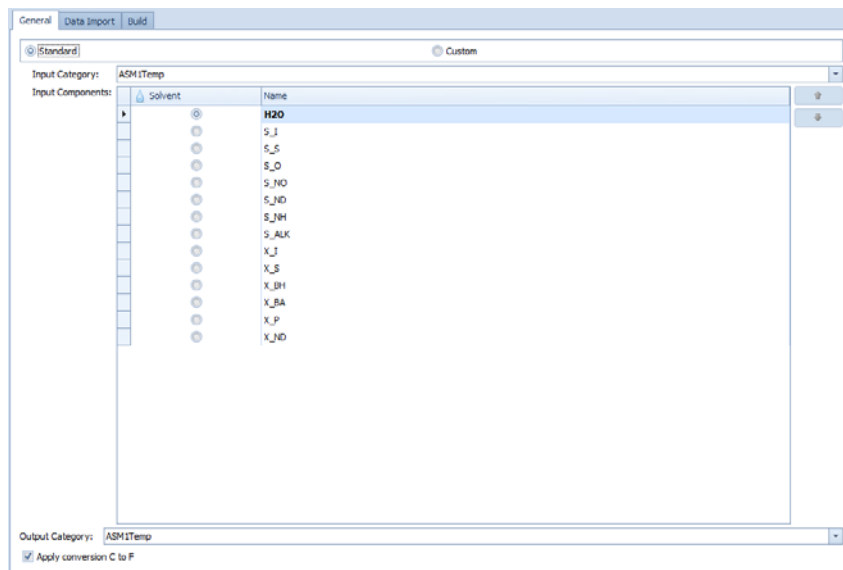 General Data Import Build
Standard Custom
Input Category: ASM1Temp
Input Components: Solvent Name
H2O
S_I
S_S
S_O
S_NO
S_ND
S_NH
S_ALK
X_I
X_S
X_BH
X_BA
X_P
X_ND
Output Category: ASM1Temp
Apply conversion C to F